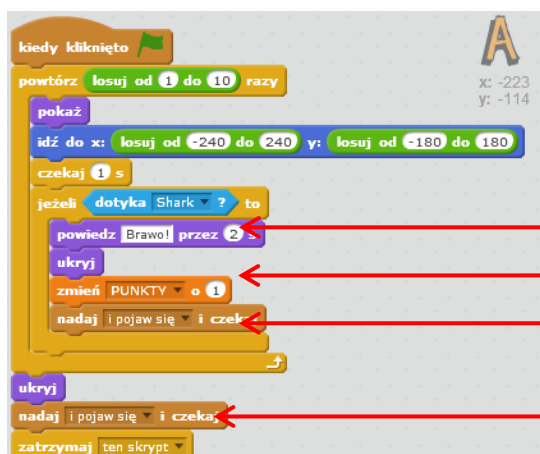 kiedy kliknięto
powtórz losuj od 1 do 10 razy
x: -223
y: -114
pokaż
idź do x: losuj od -240 do 240 y: losuj od -180 do 180
czekaj 1 s
jeżeli dotyka Shark ? to
powiedz Brawo! przez 2 s
ukryj
zmień PUNKTY o 1
nadaj i pojaw się i czekaj
ukryj
nadaj i pojaw się i czekaj
zatrzymaj ten skrypt